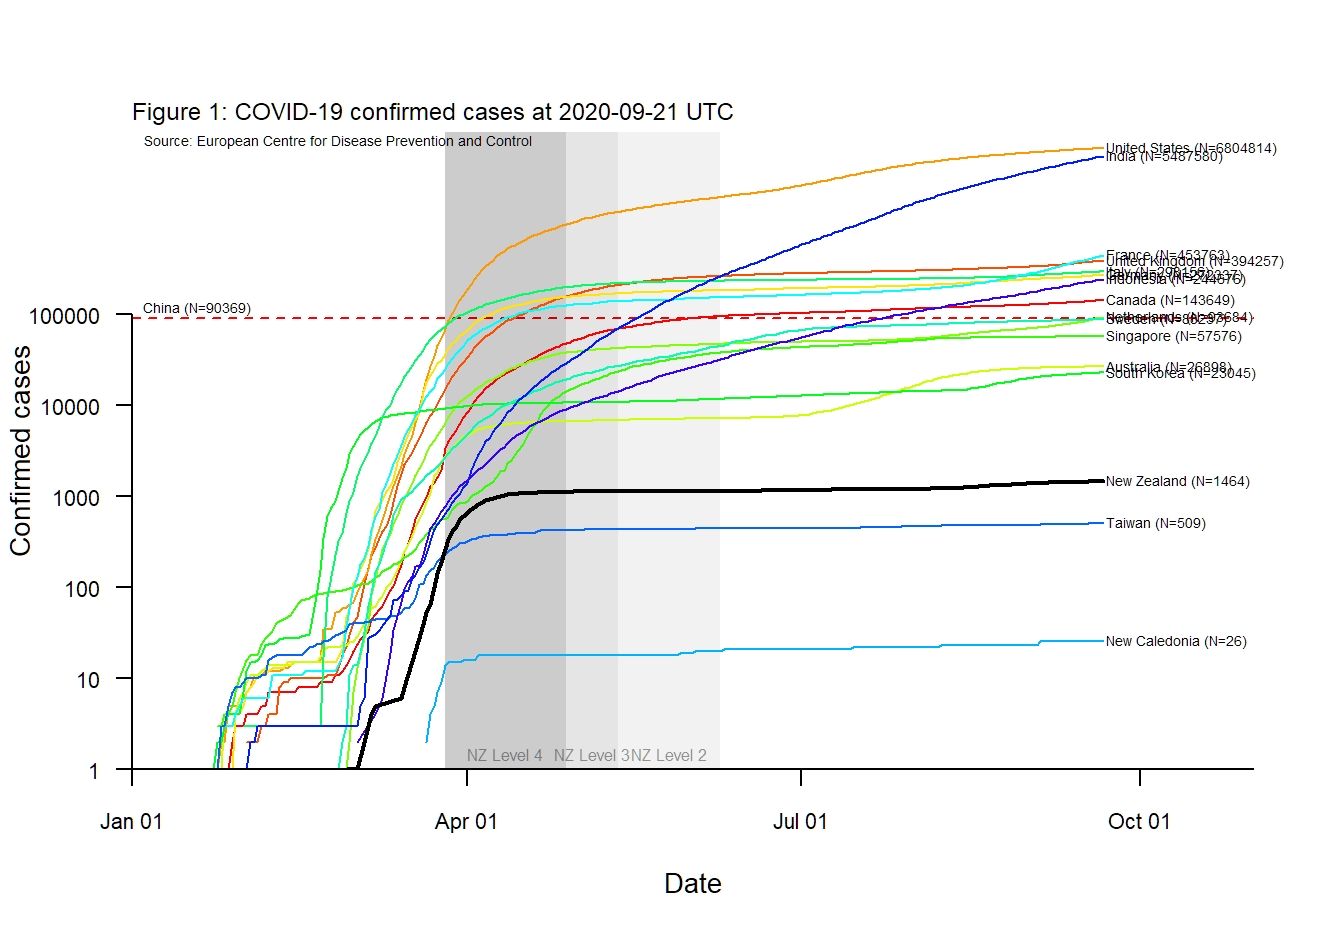 Figure 1: COVID-19 confirmed cases at 2020-09-21 UTC
Source: European Centre for Disease Prevention and Control
United States (N=6804814)
India (N=5487580)
France (N=453763)
United Kingdom (N=394257)
Indonesia (N=244676)
Canada (N=143649)
China (N=90369)
Singapore (N=57576)
Australia (N=26898)
South Korea (N=23045)
New Zealand (N=1464)
Taiwan (N=509)
New Caledonia (N=26)
100000
10000
1000
100
10
1
Confirmed cases
NZ Level 4
NZ Level 3
NZ Level 2
Jan 01
Apr 01
Jul 01
Oct 01
Date